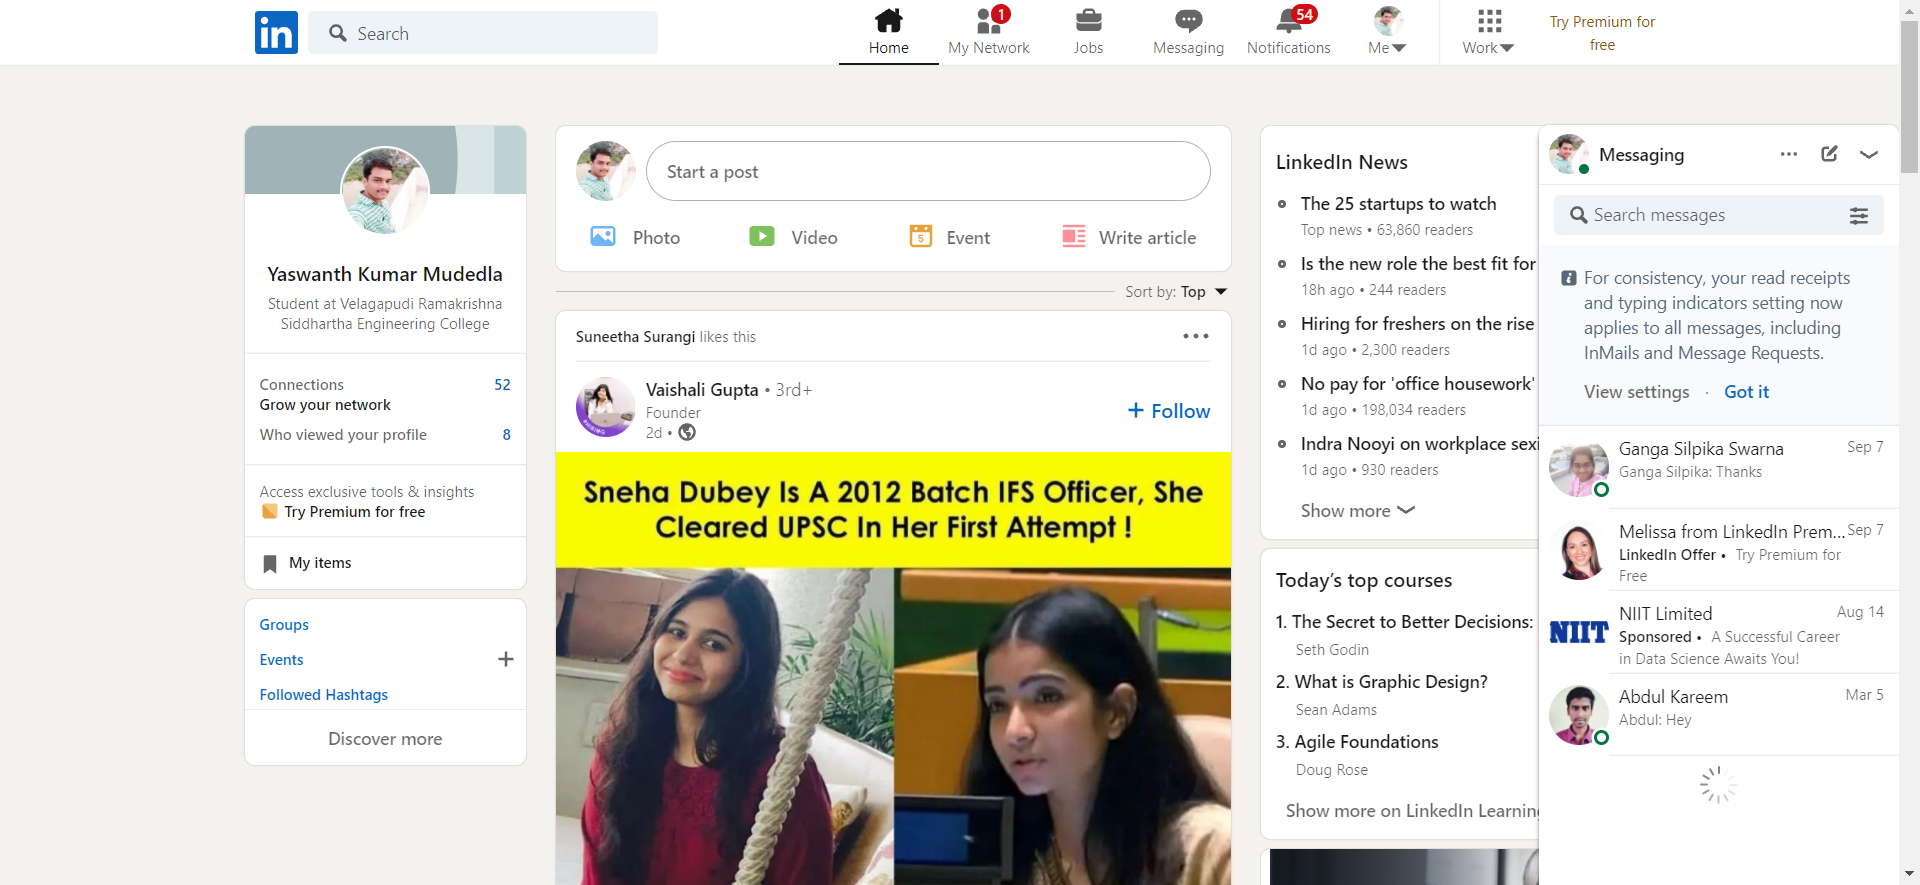 in
Search
Home
1
My Network
Jobs
Messaging
54
Notifications
Me
Work
Try Premium for
free
Yaswanth Kumar Mudedla
Student at Velagapudi Ramakrishna
Siddhartha Engineering College
Connections 52
Grow your network
Who viewed your profile 8
Access exclusive tools & insights
Try Premium for free
My items
Groups
Events
Followed Hashtags
Discover more
Start a post
Photo
Video
5
Event
Write article
Sort by: Top
Suneetha Surangi likes this
Vaishali Gupta • 3rd+
Founder
2d •
+ Follow
Sneha Dubey Is A 2012 Batch IFS Officer, She
Cleared UPSC In Her First Attempt !
LinkedIn News
The 25 startups to watch
Top news • 63,860 readers
Is the new role the best fit for
18h ago • 244 readers
Hiring for freshers on the rise
1d ago • 2,300 readers
No pay for 'office housework'
1d ago • 198,034 readers
Indra Nooyi on workplace sexi
1d ago • 930 readers
Show more
Today's top courses
1. The Secret to Better Decisions:
Seth Godin
2. What is Graphic Design?
Sean Adams
3. Agile Foundations
Doug Rose
Show more on LinkedIn Learning
Messaging
Search messages
For consistency, your read receipts
and typing indicators setting now
applies to all messages, including
InMails and Message Requests.
View settings · Got it
Ganga Silpika Swarna Sep 7
Ganga Silpika: Thanks
Melissa from LinkedIn Prem... Sep 7
LinkedIn Offer • Try Premium for
Free
NIIT
NIIT Limited Aug 14
Sponsored • A Successful Career
in Data Science Awaits You!
Abdul Kareem Mar 5
Abdul: Hey